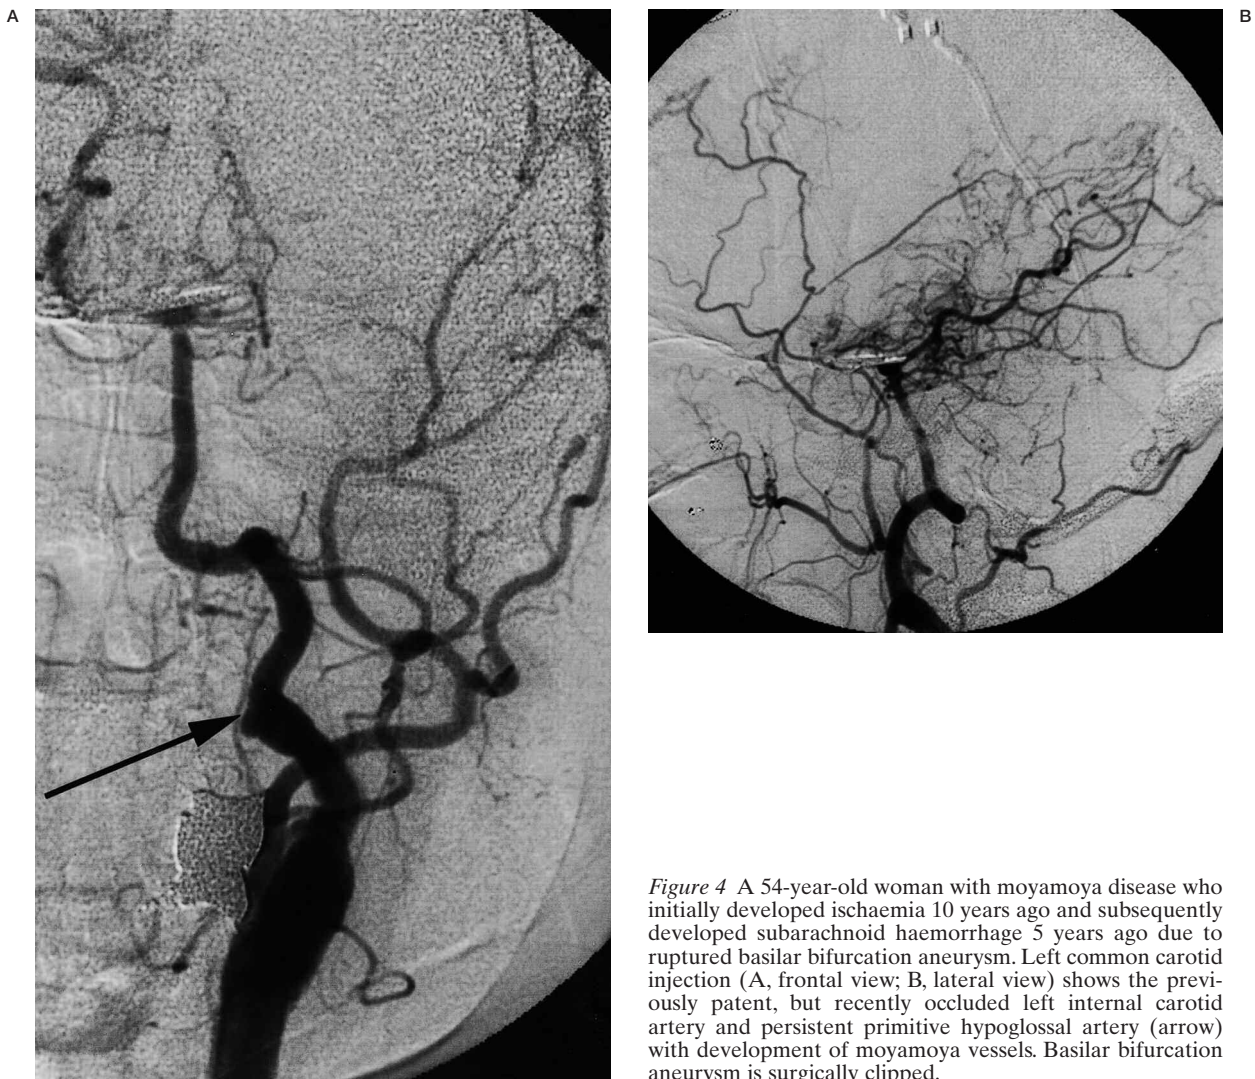 A
B
Figure 4 A 54-year-old woman with moyamoya disease who
initially developed ischaemia 10 years ago and subsequently
developed subarachnoid haemorrhage 5 years ago due to
ruptured basilar bifurcation aneurysm. Left common carotid
injection (A, frontal view; B, lateral view) shows the previ-
ously patent, but recently occluded left internal carotid
artery and persistent primitive hypoglossal artery (arrow)
with development of moyamoya vessels. Basilar bifurcation
aneurysm is surgically clipped.